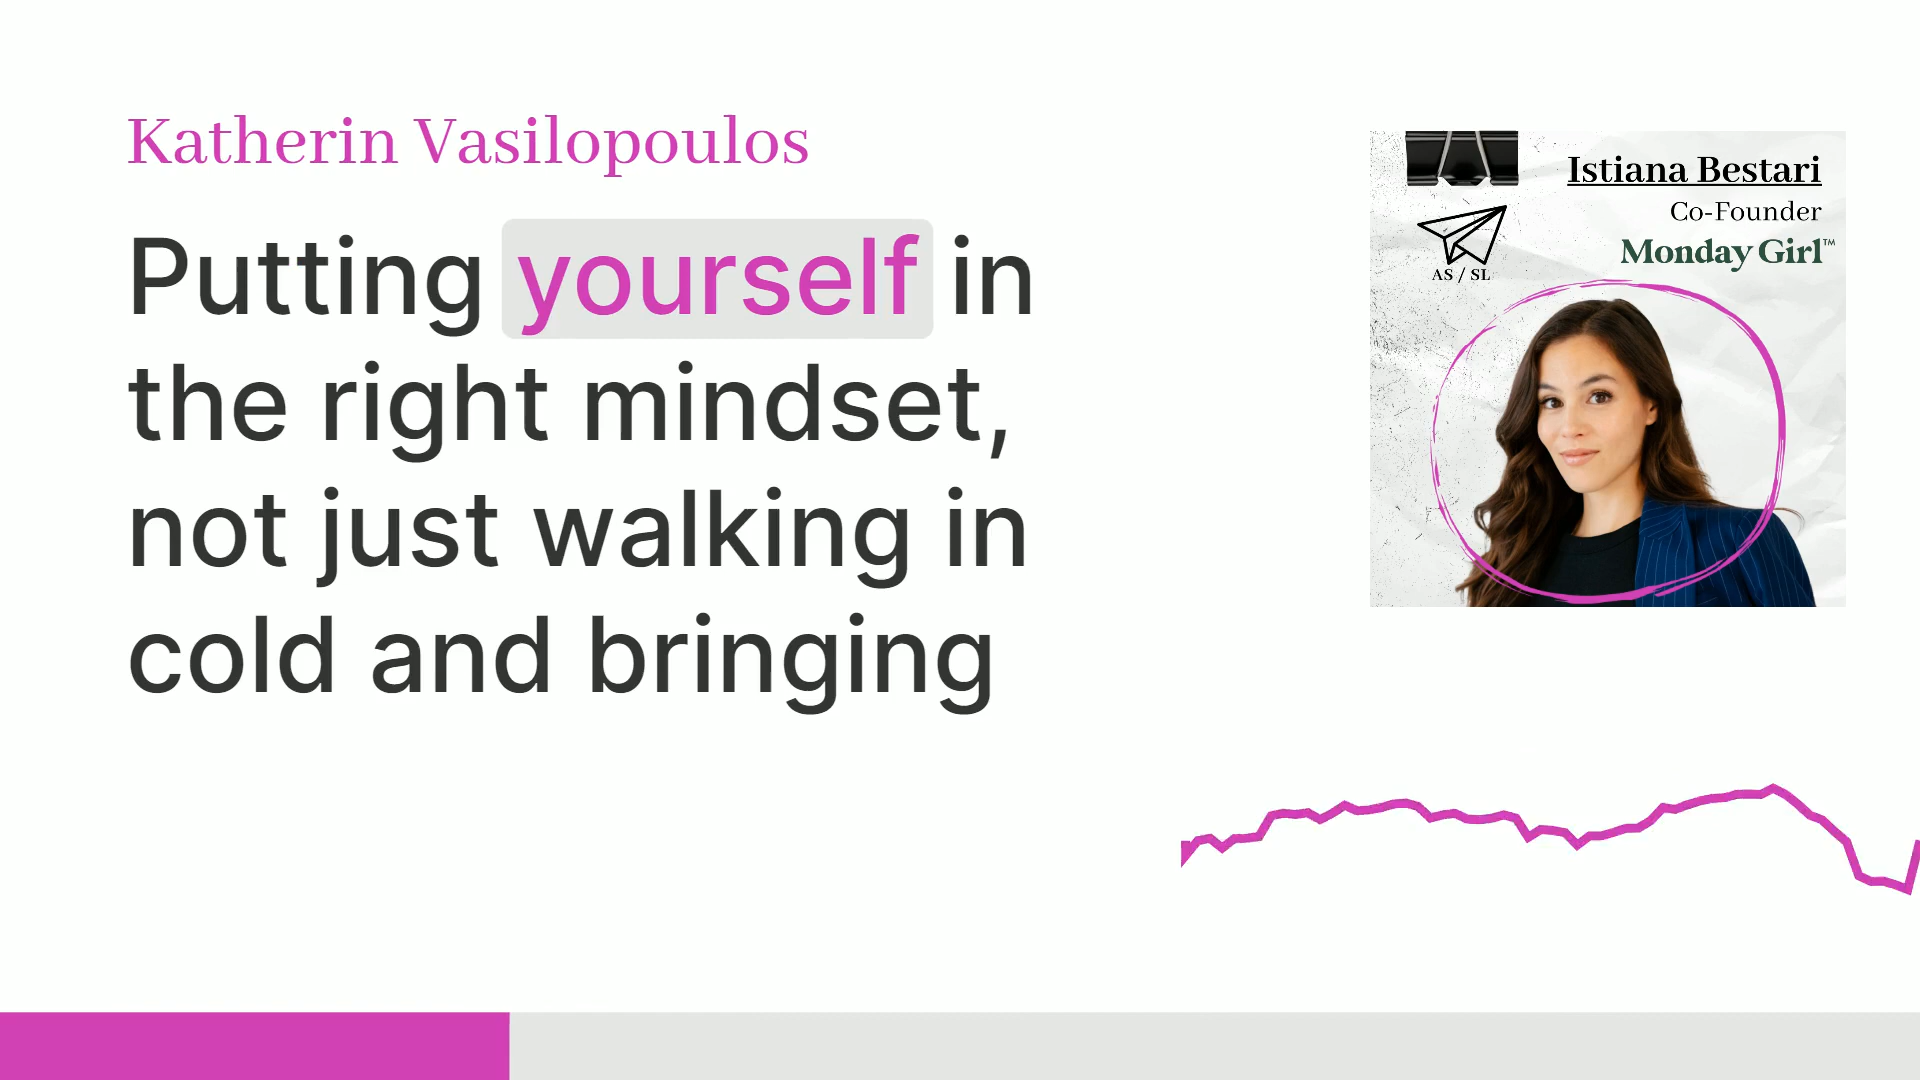 Katherin Vasilopoulos
Putting yourself in
the right mindset,
not just walking in
cold and bringing
Istiana Bestari
Co-Founder
Monday Girl™
AS / SL